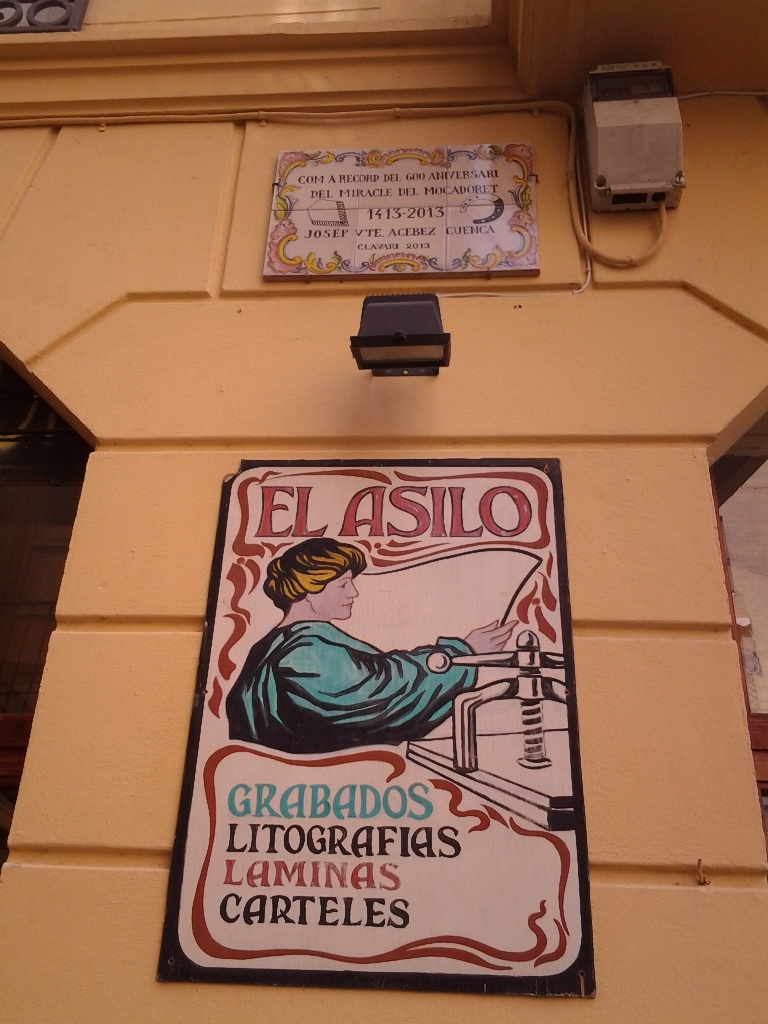 COM A RECORD DEL 600 ANIVERSARI
DEL MIRACLE DEL MOCADORET
1413-2013
JOSEP VTE. ACEBEZ CUENCA
CLAVARI 2013
EL ASILO
GRABADOS
LITOGRAFIAS
LAMINAS
CARTELES